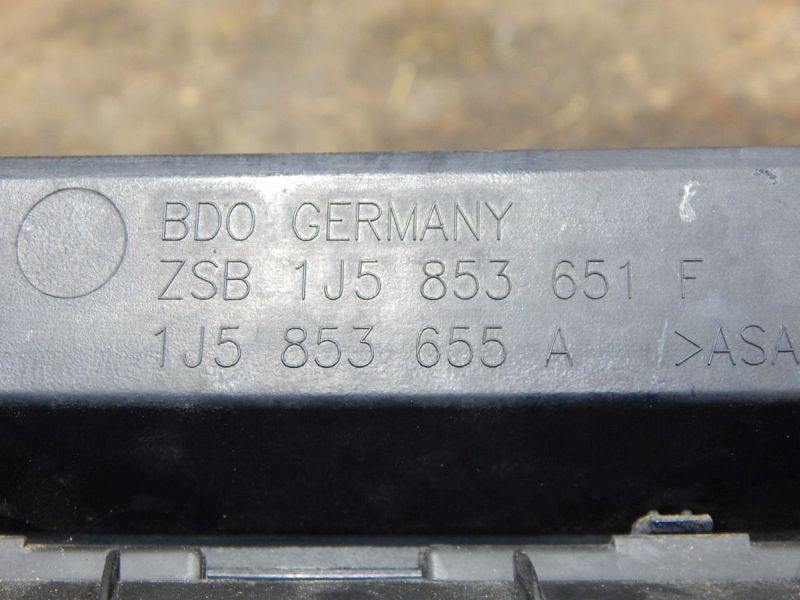 BDO GERMANY
ZSB 1J5 853 651 F
1J5 853 655 A >ASA